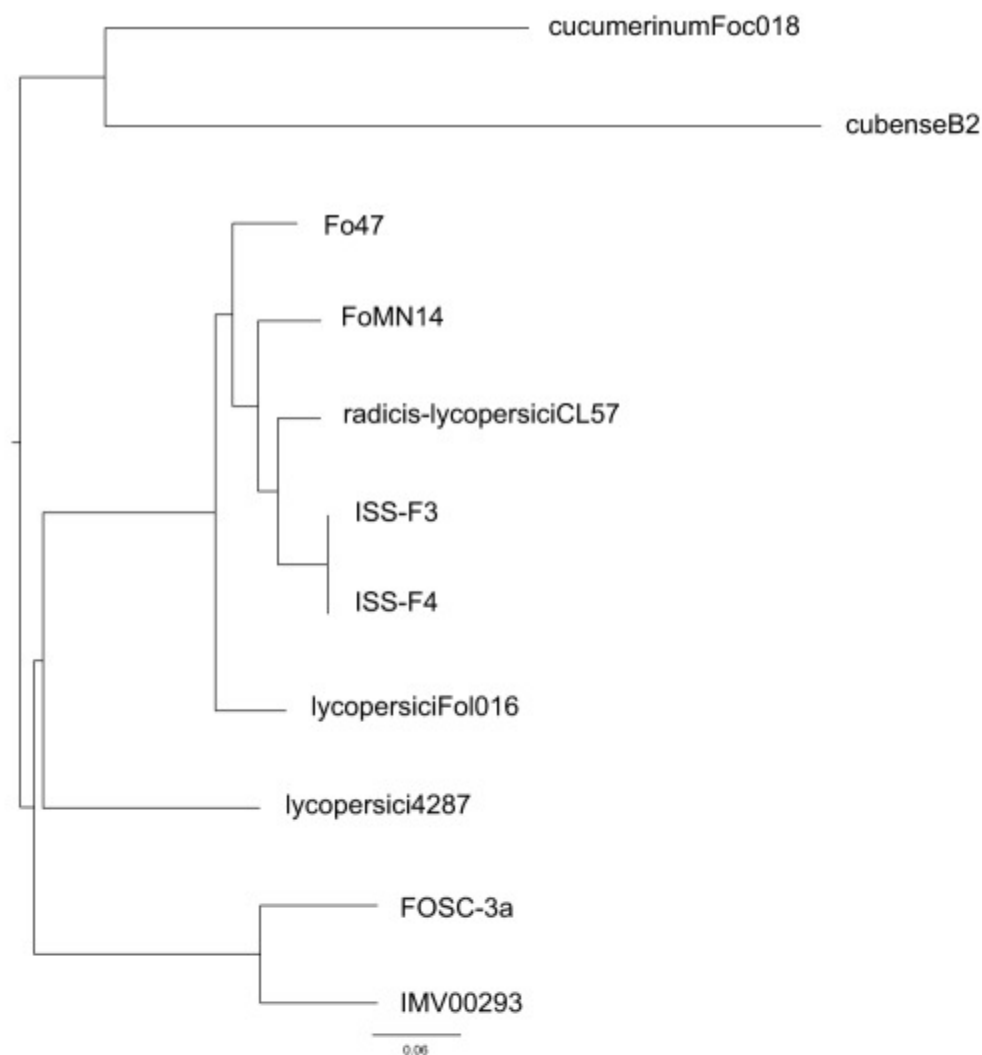 cucumerinumFoc018
cubenseB2
Fo47
FoMN14
radicis-lycopersiciCL57
ISS-F3
ISS-F4
lycopersiciFol016
lycopersici4287
FOSC-3a
IMV00293
0.06